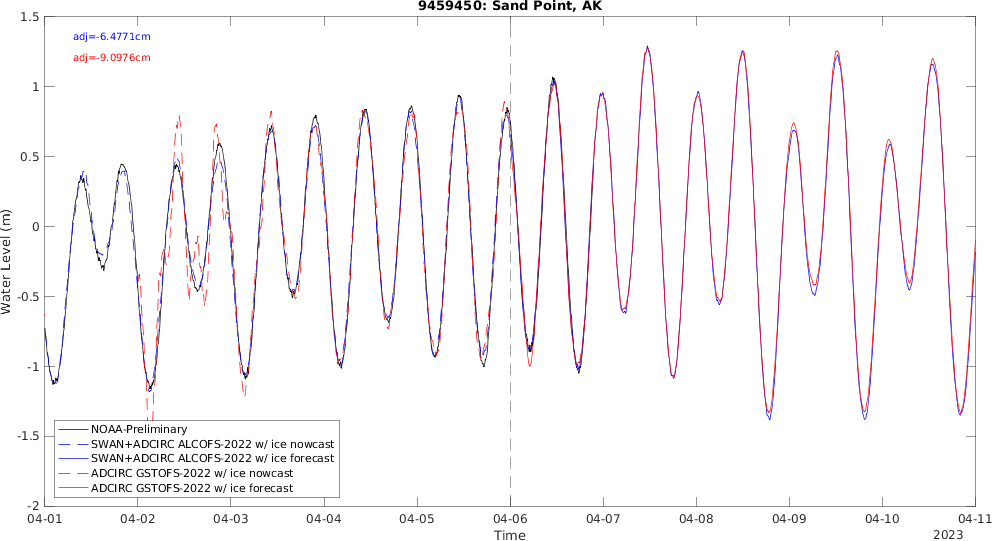 9459450: Sand Point, AK
adj=-6.4771cm
adj=-9.0976cm
1.5
1
0.5
0
-0.5
-1
-1.5
-2
Water Level (m)
NOAA-Preliminary
SWAN+ADCIRC ALCOFS-2022 w/ ice nowcast
SWAN+ADCIRC ALCOFS-2022 w/ ice forecast
ADCIRC GSTOFS-2022 w/ ice nowcast
ADCIRC GSTOFS-2022 w/ ice forecast
04-01 04-02 04-03 04-04 04-05 04-06 04-07 04-08 04-09 04-10 04-11
Time
2023